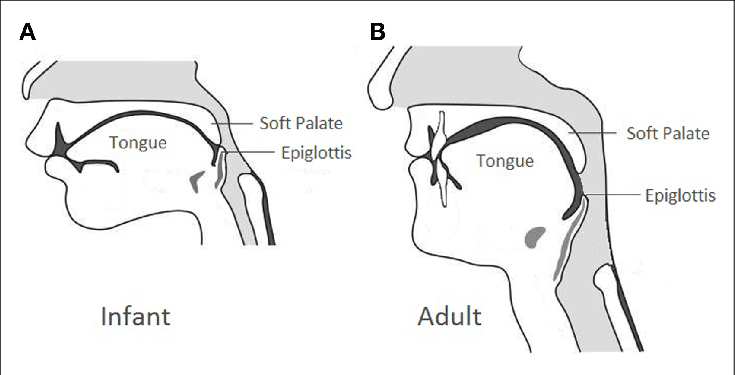 A
B
Soft Palate
Tongue
Epiglottis
Soft Palate
Tongue
Epiglottis
Infant
Adult